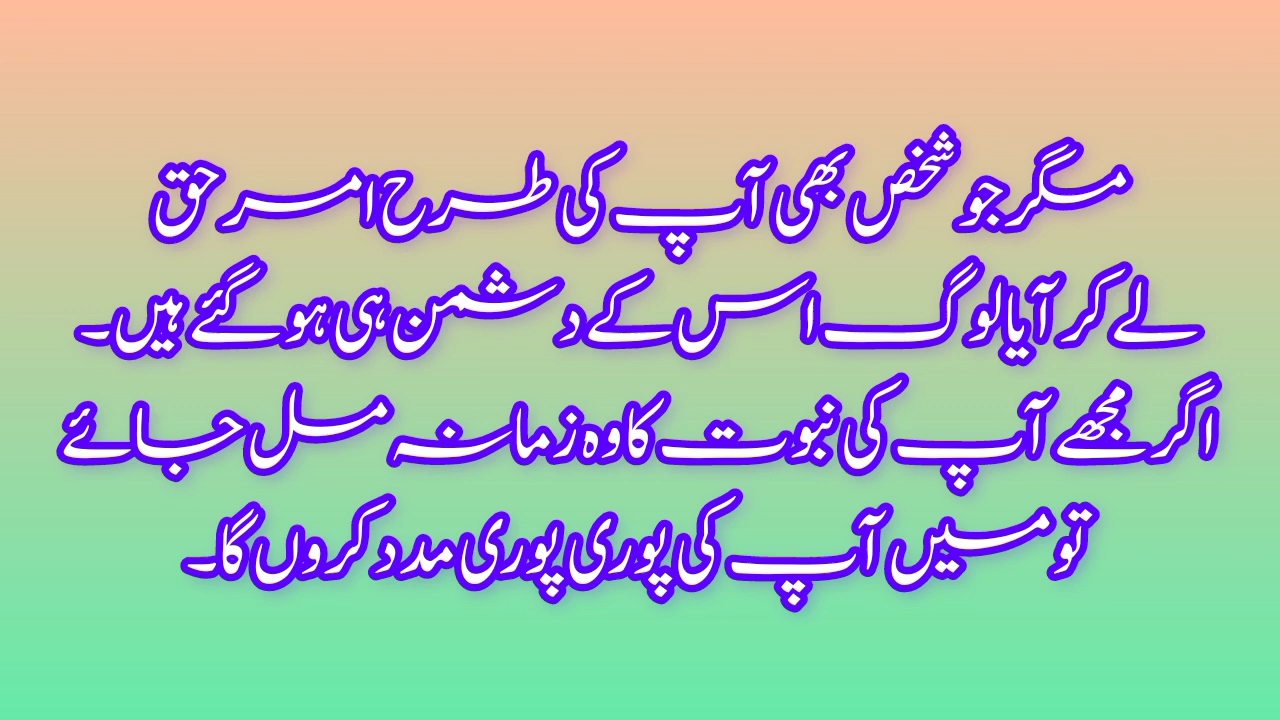 مگر جو شخص بھی آپ کی طرح امر حق
لے کر آیا لوگ اس کے دشمن ہی ہو گئے ہیں۔
اگر مجھے آپ کی نبوت کا وہ زمانہ مل جائے
تو میں آپ کی پوری پوری مدد کروں گا۔